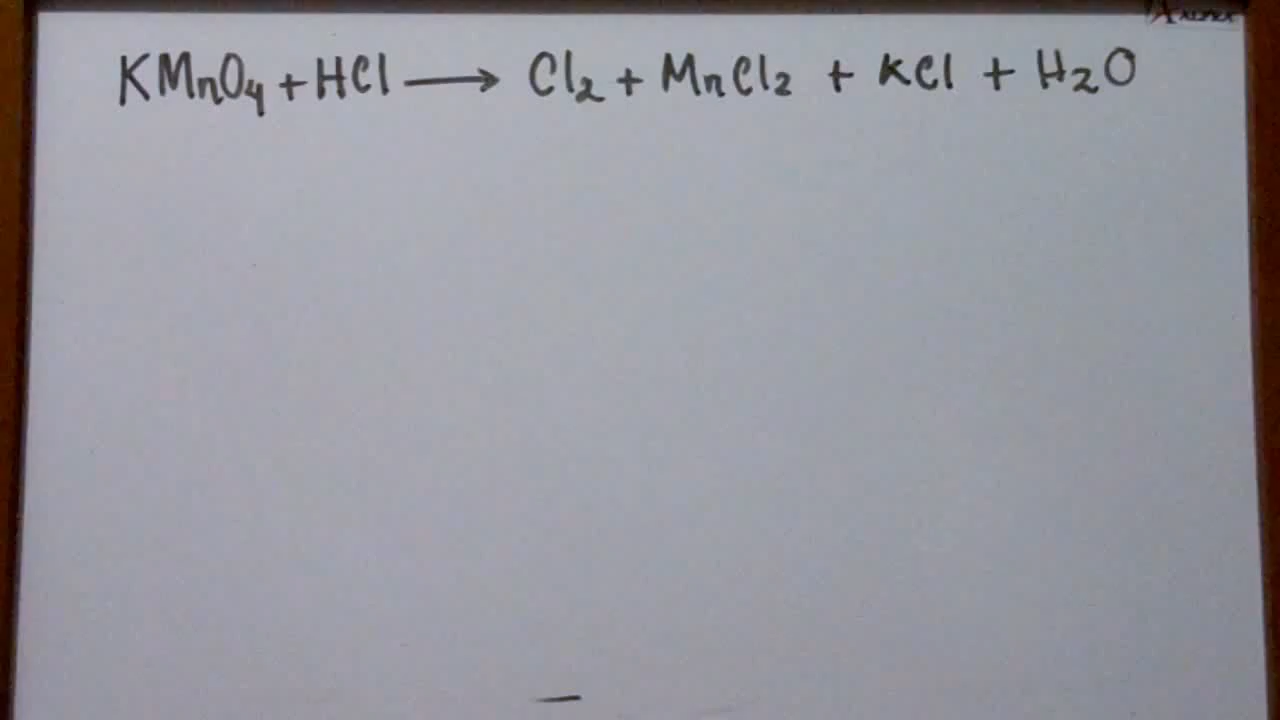 KMnO₄ + HCl ⟶ Cl₂ + MnCl₂ + KCl + H₂O